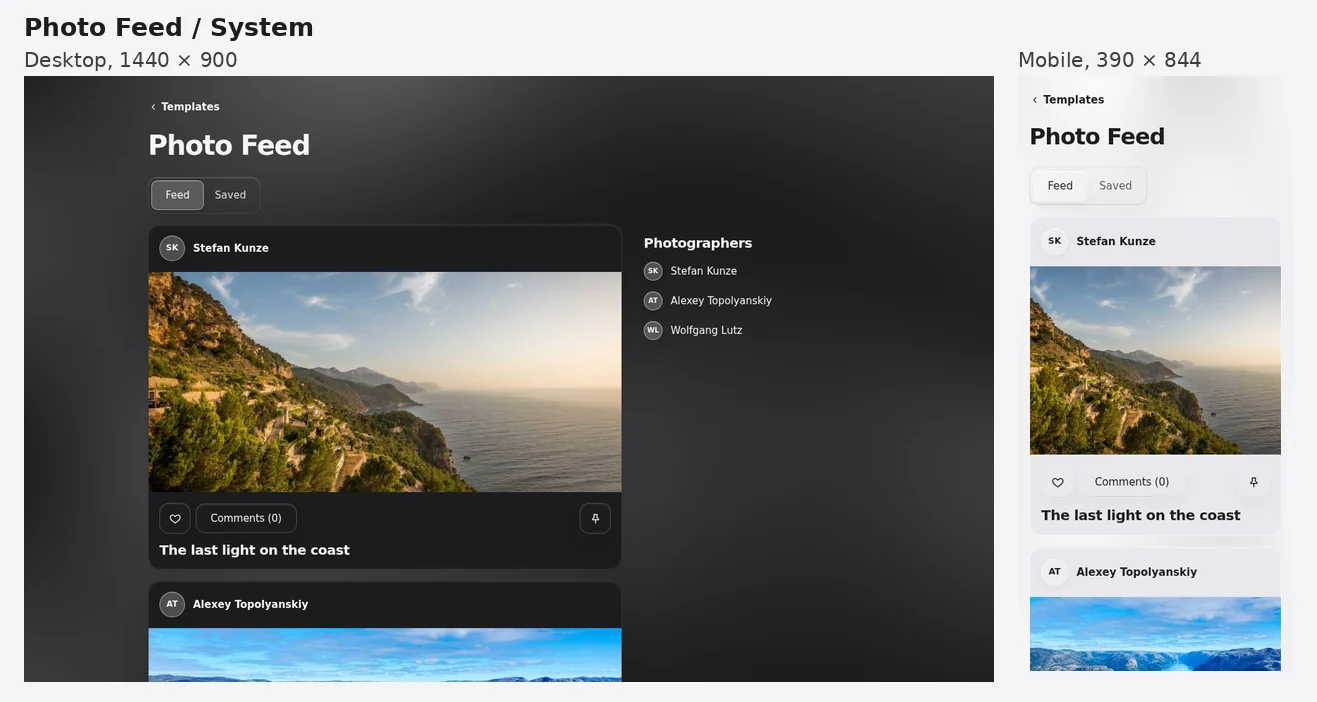 Photo Feed / System
Desktop, 1440 × 900
‹ Templates
Photo Feed
Feed Saved
SK Stefan Kunze
Comments (0)
The last light on the coast
AT Alexey Topolyanskiy
Photographers
SK Stefan Kunze
AT Alexey Topolyanskiy
WL Wolfgang Lutz
Mobile, 390 × 844
‹ Templates
Photo Feed
Feed Saved
SK Stefan Kunze
Comments (0)
The last light on the coast
AT Alexey Topolyanskiy